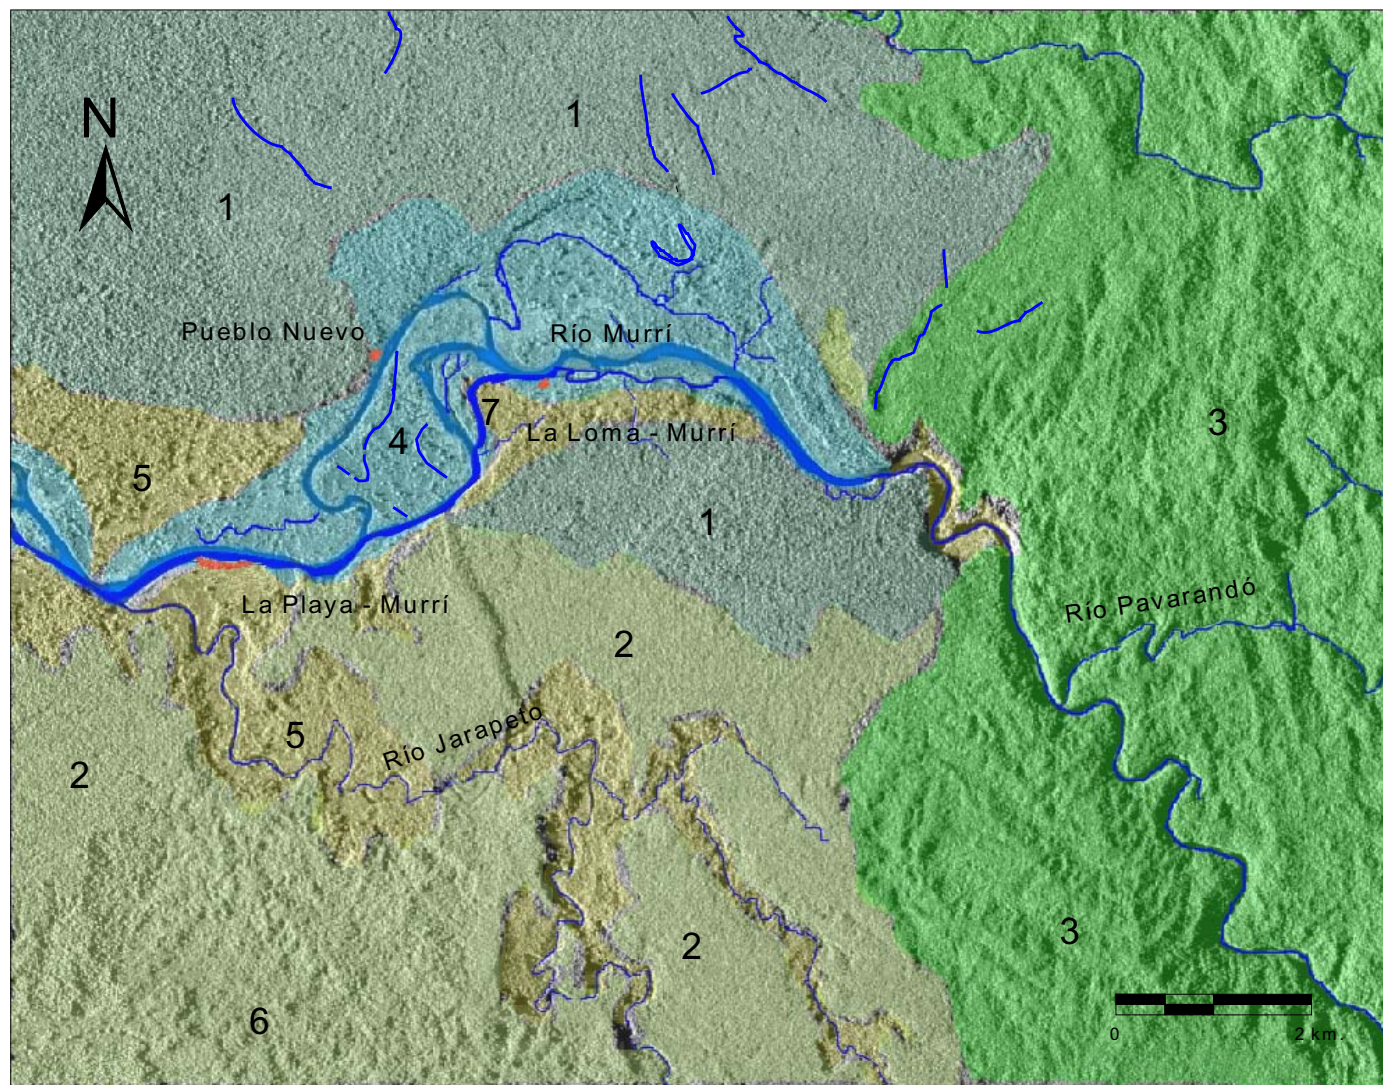 N
1
1
Pueblo Nuevo
Río Murrí
7
3
La Loma - Murrí
4
5
1
Río Pavarandó
La Playa - Murrí
2
5
Río Jarapeto
2
3
2
6
0
2 km.